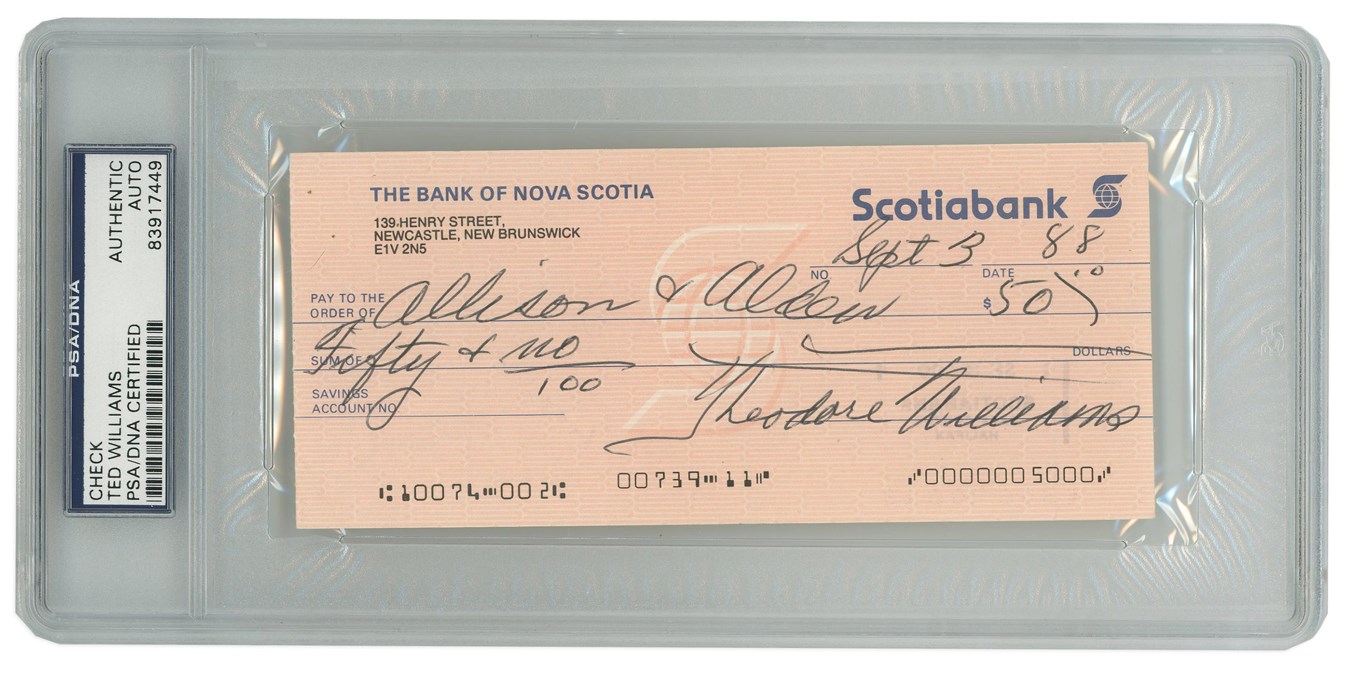 PSA/DNA
CHECK AUTHENTIC
TED WILLIAMS AUTO
PSA/DNA CERTIFIED 83917449
THE BANK OF NOVA SCOTIA
139 HENRY STREET,
NEWCASTLE, NEW BRUNSWICK
E1V 2N5
Scotiabank
Sept 3 88
NO. DATE
PAY TO THE
ORDER OF Allison & Alden $ 50
SUM OF Fifty & no/100 DOLLARS
SAVINGS
ACCOUNT NO.
Theodore Williams
⑆10074⑉002⑆ 00739⑉11⑈ ⑇0000005000⑇